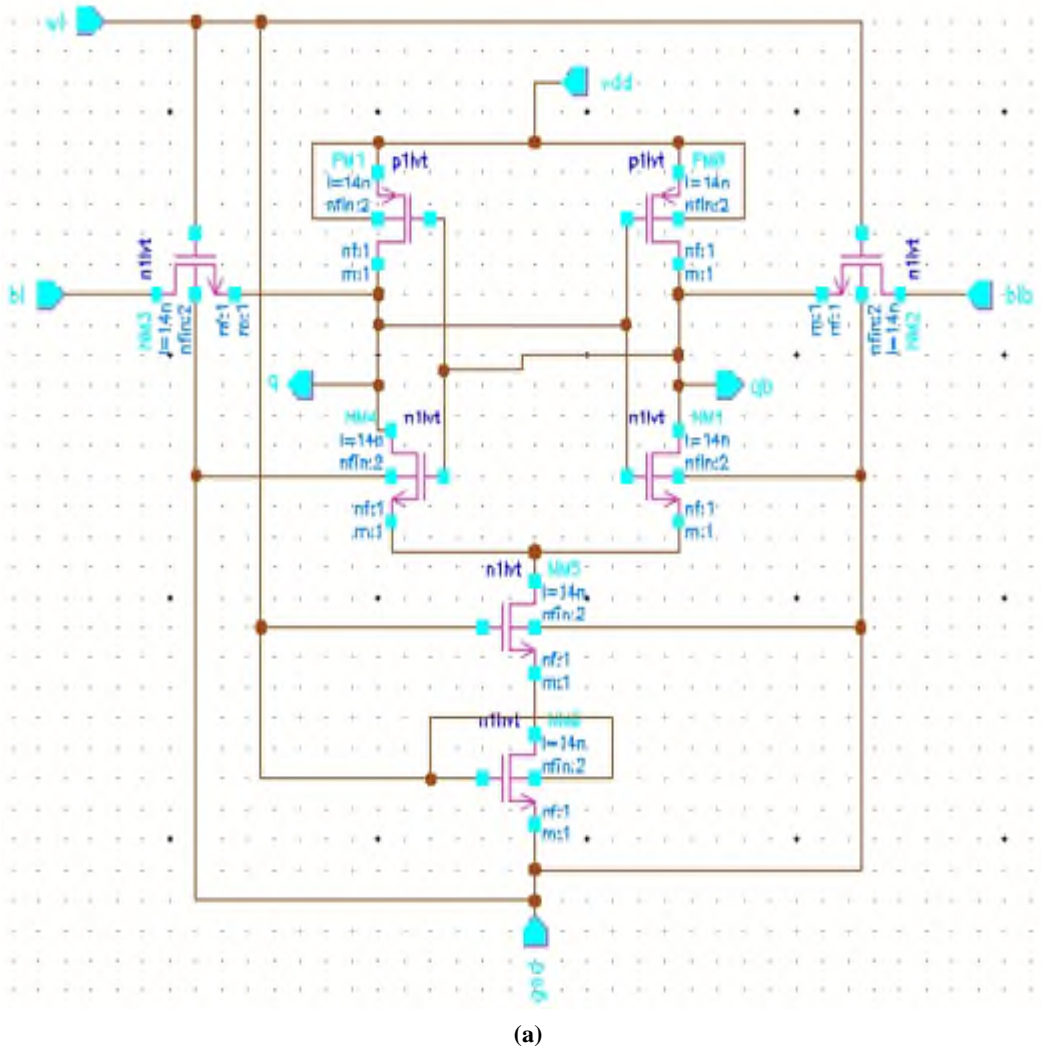 wl
vdd
PM1 p1lvt
l=14n
nfin:2
nf:1
m:1
p1lvt PM0
l=14n
nfin:2
nf:1
m:1
bl
n1lvt
NM3
l=14n
nfin:2
nf:1
m:1
n1lvt
NM2
l=14n
nfin:2
nf:1
m:1
blb
q
qb
NM4 n1lvt
l=14n
nfin:2
nf:1
m:1
n1lvt NM1
l=14n
nfin:2
nf:1
m:1
n1lvt NM5
l=14n
nfin:2
nf:1
m:1
n1lvt
l=14n
nfin:2
nf:1
m:1
gnd
(a)